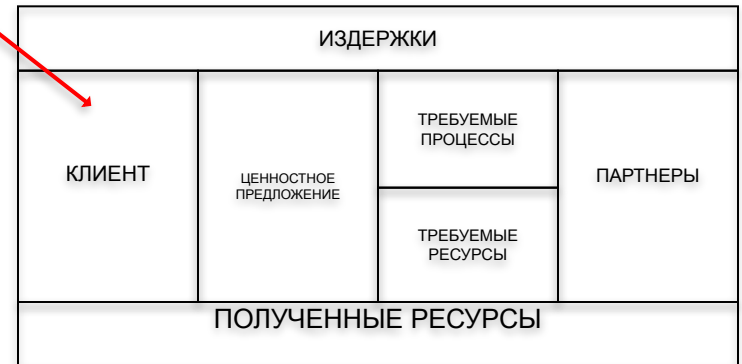 ИЗДЕРЖКИ
КЛИЕНТ
ЦЕННОСТНОЕ
ПРЕДЛОЖЕНИЕ
ТРЕБУЕМЫЕ
ПРОЦЕССЫ
ТРЕБУЕМЫЕ
РЕСУРСЫ
ПАРТНЕРЫ
ПОЛУЧЕННЫЕ РЕСУРСЫ